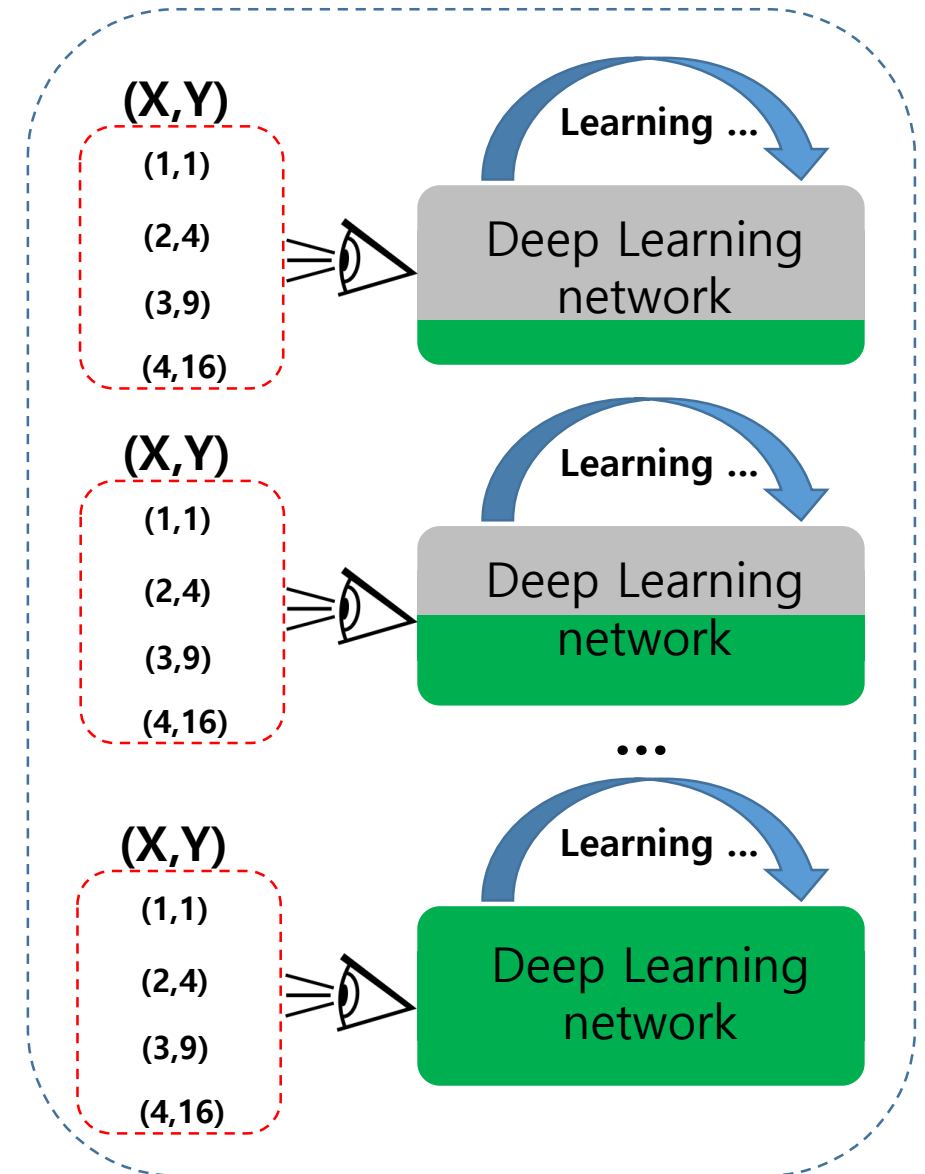 (X,Y)
(1,1)
(2,4)
(3,9)
(4,16)
Learning ...
Deep Learning
network
(X,Y)
(1,1)
(2,4)
(3,9)
(4,16)
Learning ...
Deep Learning
network
...
(X,Y)
(1,1)
(2,4)
(3,9)
(4,16)
Learning ...
Deep Learning
network